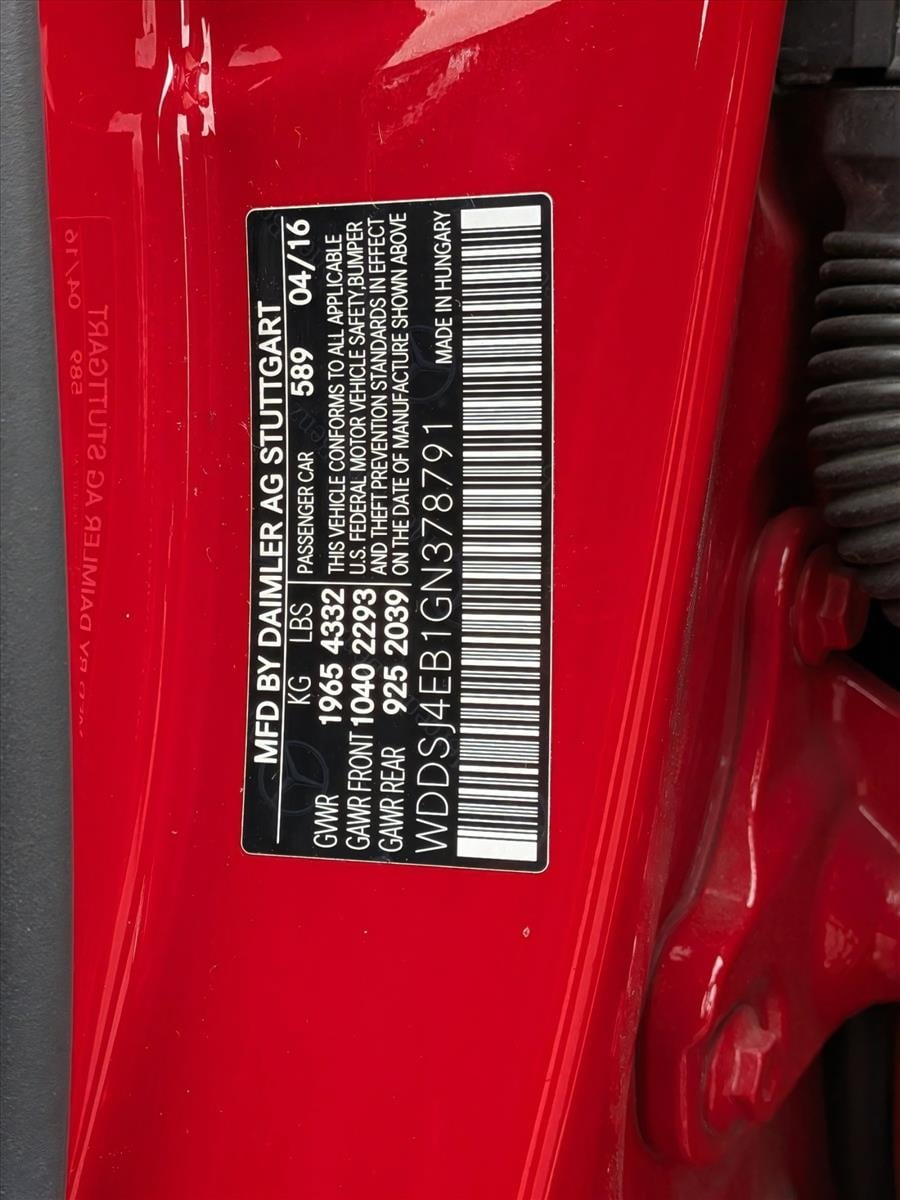 MFD BY DAIMLER AG STUTTGART
KG LBS PASSENGER CAR 589 04/16
GVWR 1965 4332 THIS VEHICLE CONFORMS TO ALL APPLICABLE
GAWR FRONT 1040 2293 U.S. FEDERAL MOTOR VEHICLE SAFETY, BUMPER
GAWR REAR 925 2039 AND THEFT PREVENTION STANDARDS IN EFFECT
ON THE DATE OF MANUFACTURE SHOWN ABOVE
WDDSJ4EB1GN378791 MADE IN HUNGARY